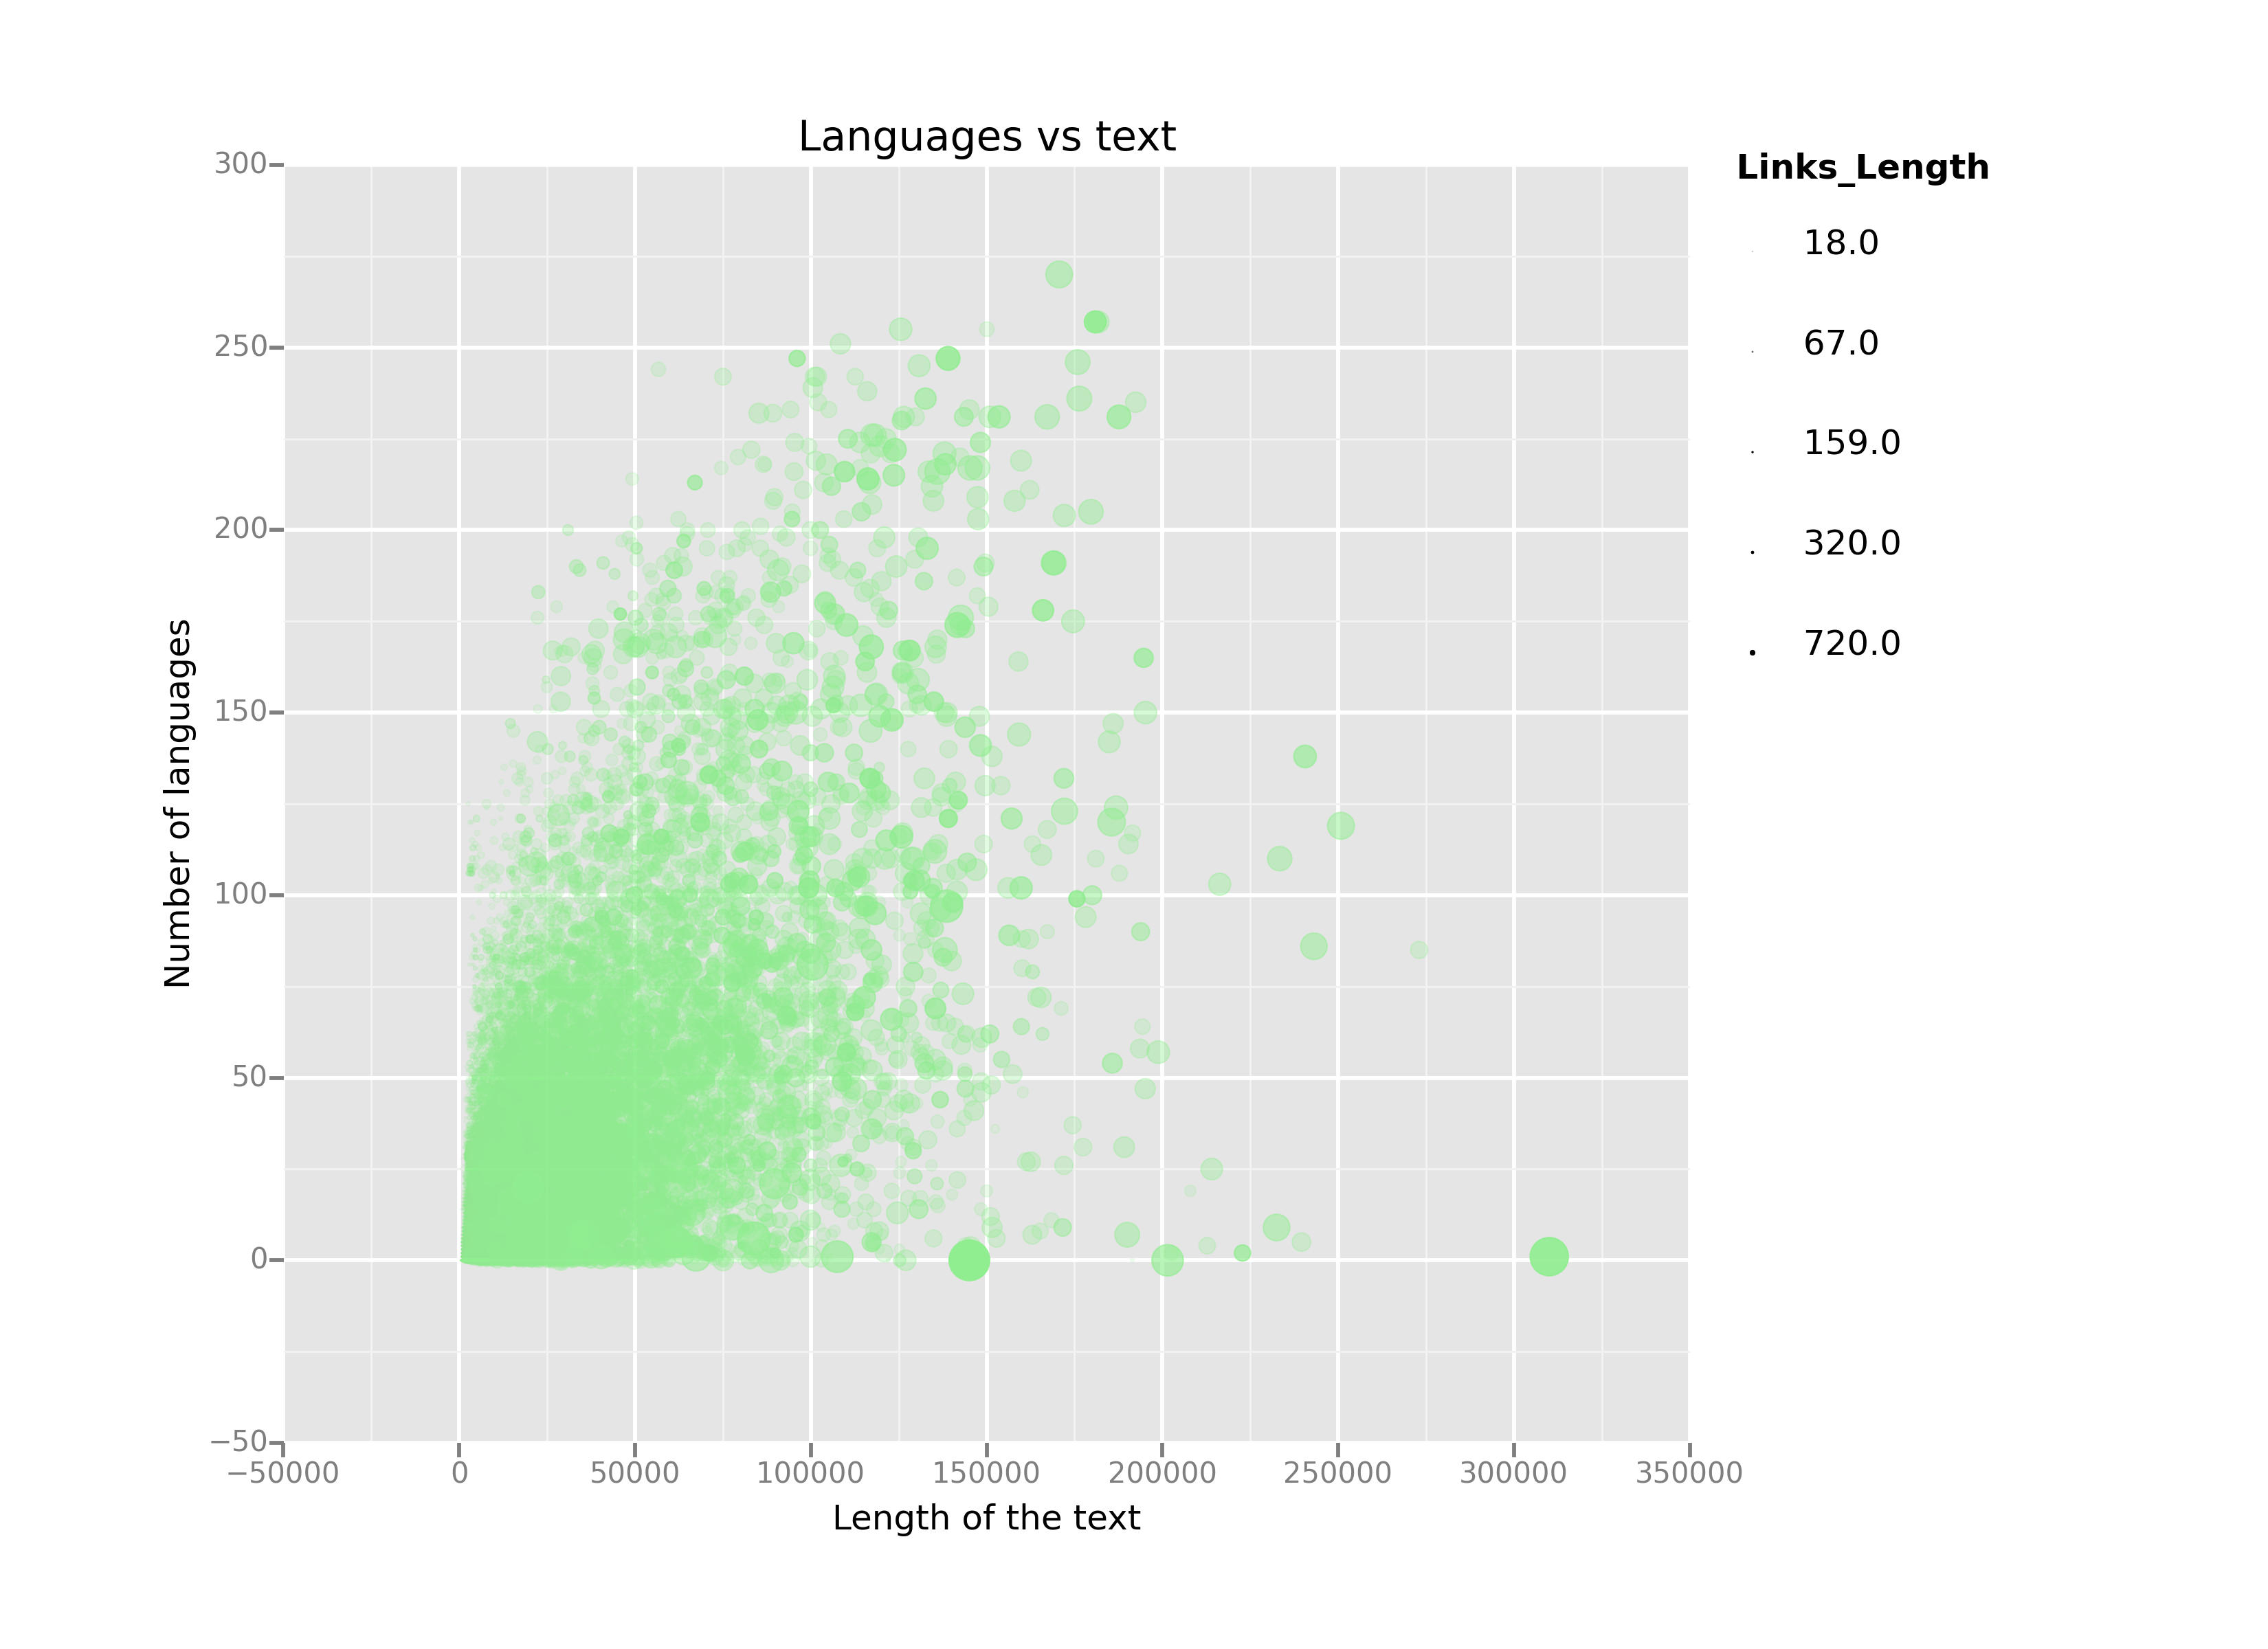 Languages vs text
Links_Length
18.0
67.0
159.0
320.0
720.0
300
250
200
150
100
50
0
−50
Number of languages
−50000 0 50000 100000 150000 200000 250000 300000 350000
Length of the text